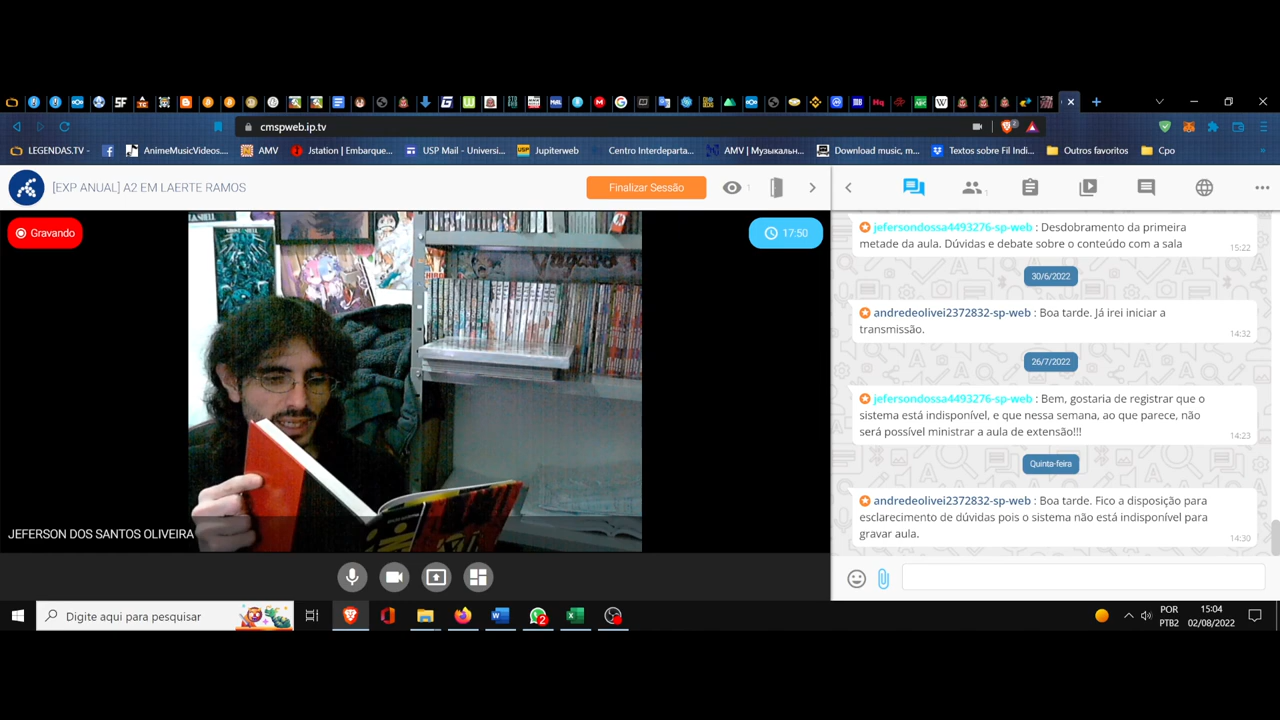 cmspweb.ip.tv
2
LEGENDAS.TV -
AnimeMusicVideos...
AMV
Jstation | Embarque...
USP Mail - Universi...
Jupiterweb
Centro Interdeparta...
AMV | Музыкальн...
Download music, m...
Textos sobre Fil Indi...
Outros favoritos
Cpo
[EXP ANUAL] A2 EM LAERTE RAMOS
Finalizar Sessão
1
1
Gravando
17:50
JEFERSON DOS SANTOS OLIVEIRA
jefersondossa4493276-sp-web : Desdobramento da primeira
metade da aula. Dúvidas e debate sobre o conteúdo com a sala
15:22
30/6/2022
andredeolivei2372832-sp-web : Boa tarde. Já irei iniciar a
transmissão.
14:32
26/7/2022
jefersondossa4493276-sp-web : Bem, gostaria de registrar que o
sistema está indisponível, e que nessa semana, ao que parece, não
será possível ministrar a aula de extensão!!!
14:23
Quinta-feira
andredeolivei2372832-sp-web : Boa tarde. Fico a disposição para
esclarecimento de dúvidas pois o sistema não está indisponível para
gravar aula.
14:30
Digite aqui para pesquisar
2
POR
PTB2
15:04
02/08/2022